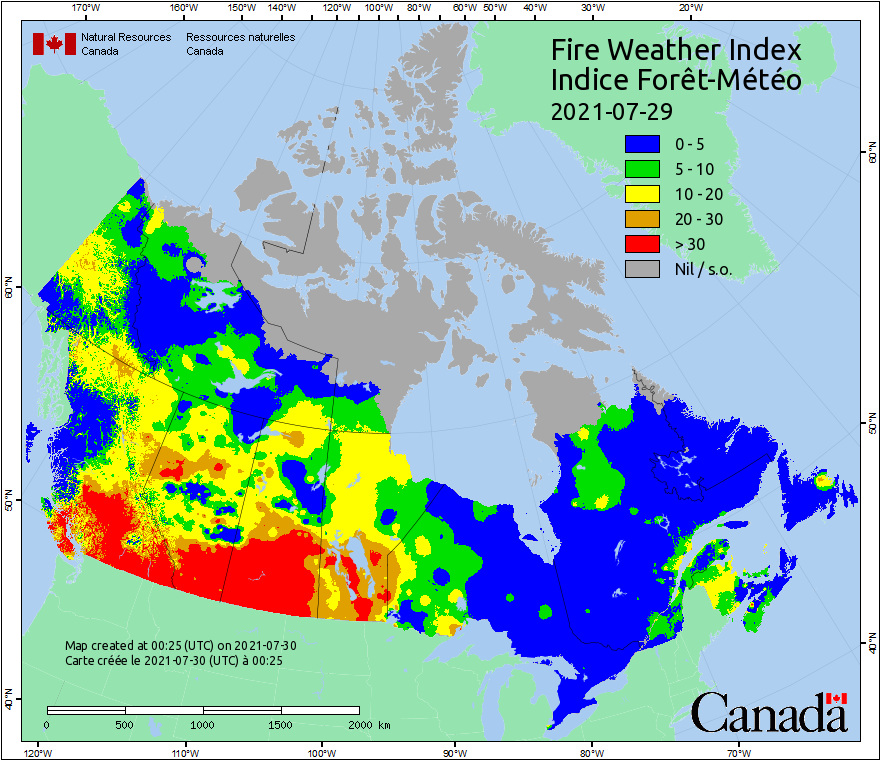 170°W 160°W 150°W 140°W 130°W 120°W 110°W 100°W 90°W 80°W 70°W 60°W 50°W 40°W 30°W 20°W
Natural Resources Canada
Ressources naturelles Canada
Fire Weather Index
Indice Forêt-Météo
2021-07-29
0 - 5
5 - 10
10 - 20
20 - 30
> 30
Nil / s.o.
60°N
60°N
50°N
50°N
40°N
40°N
Map created at 00:25 (UTC) on 2021-07-30
Carte créée le 2021-07-30 (UTC) à 00:25
0 500 1000 1500 2000 km
Canada
120°W 110°W 100°W 90°W 80°W 70°W